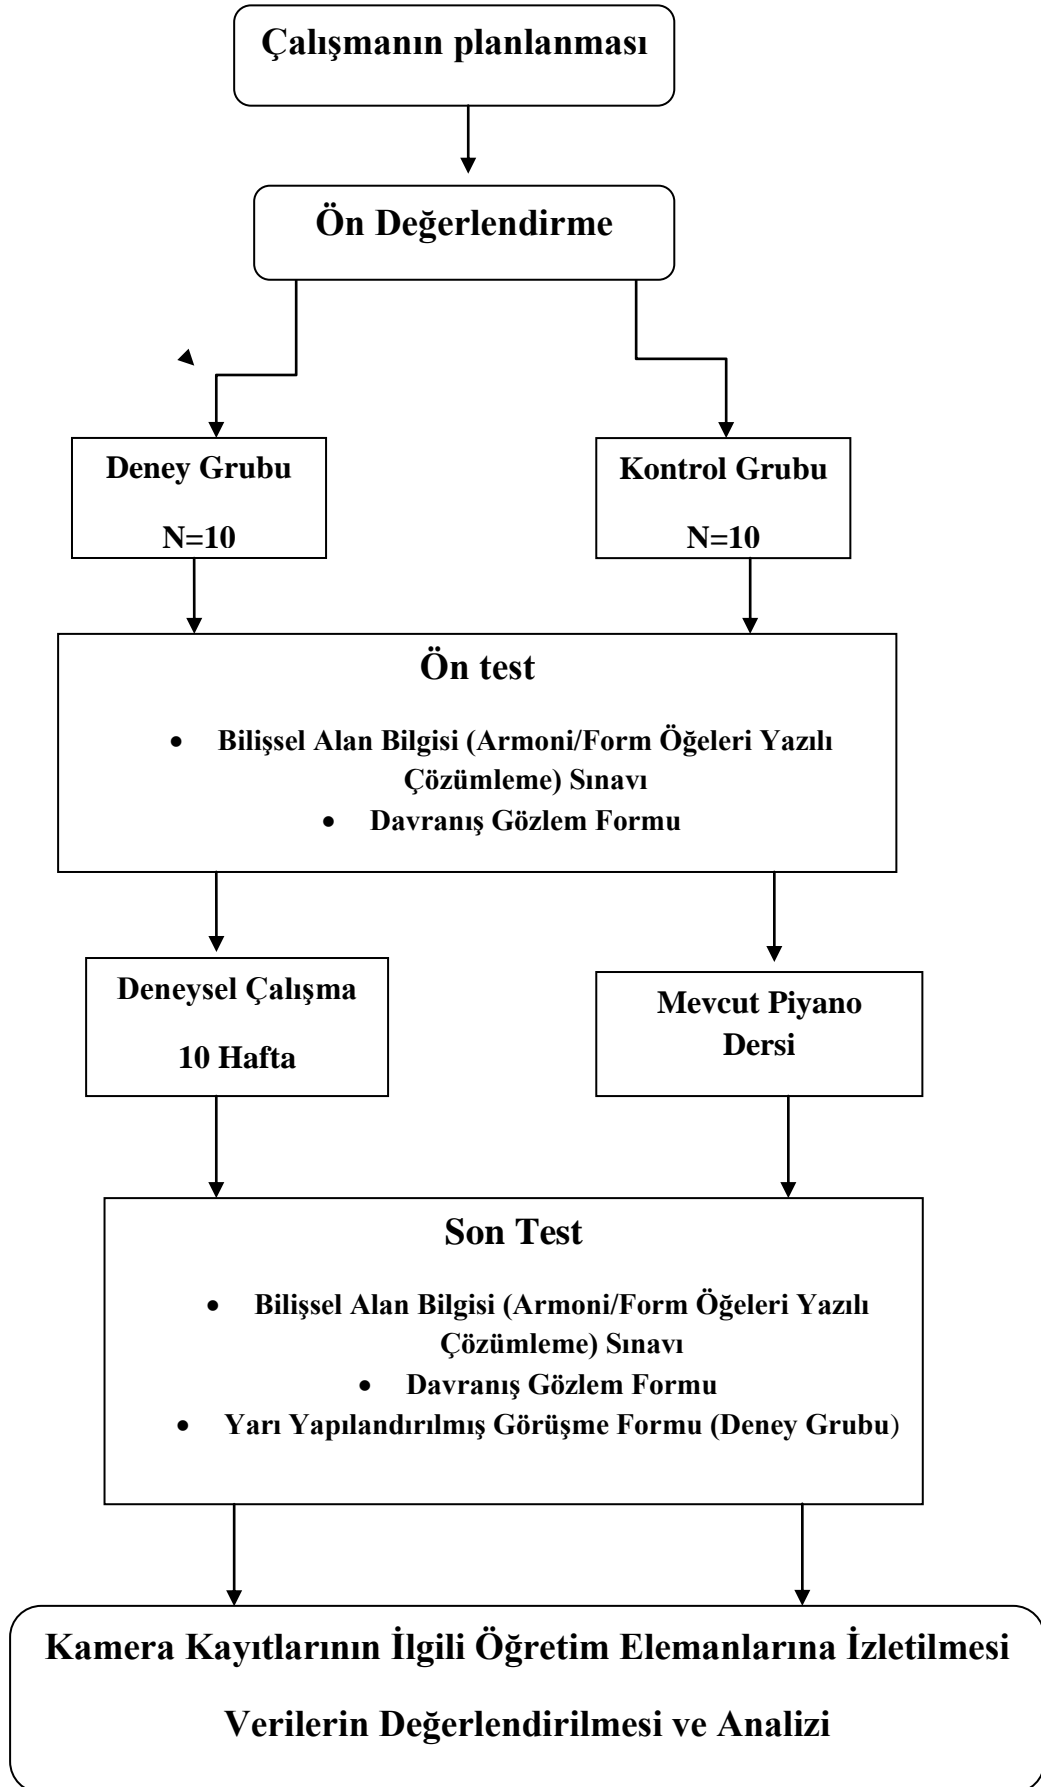 Çalışmanın planlanması
Ön Değerlendirme
Deney Grubu
N=10
Kontrol Grubu
N=10
Ön test
• Bilişsel Alan Bilgisi (Armoni/Form Öğeleri Yazılı
Çözümleme) Sınavı
• Davranış Gözlem Formu
Deneysel Çalışma
10 Hafta
Mevcut Piyano
Dersi
Son Test
• Bilişsel Alan Bilgisi (Armoni/Form Öğeleri Yazılı
Çözümleme) Sınavı
• Davranış Gözlem Formu
• Yarı Yapılandırılmış Görüşme Formu (Deney Grubu)
Kamera Kayıtlarının İlgili Öğretim Elemanlarına İzletilmesi
Verilerin Değerlendirilmesi ve Analizi